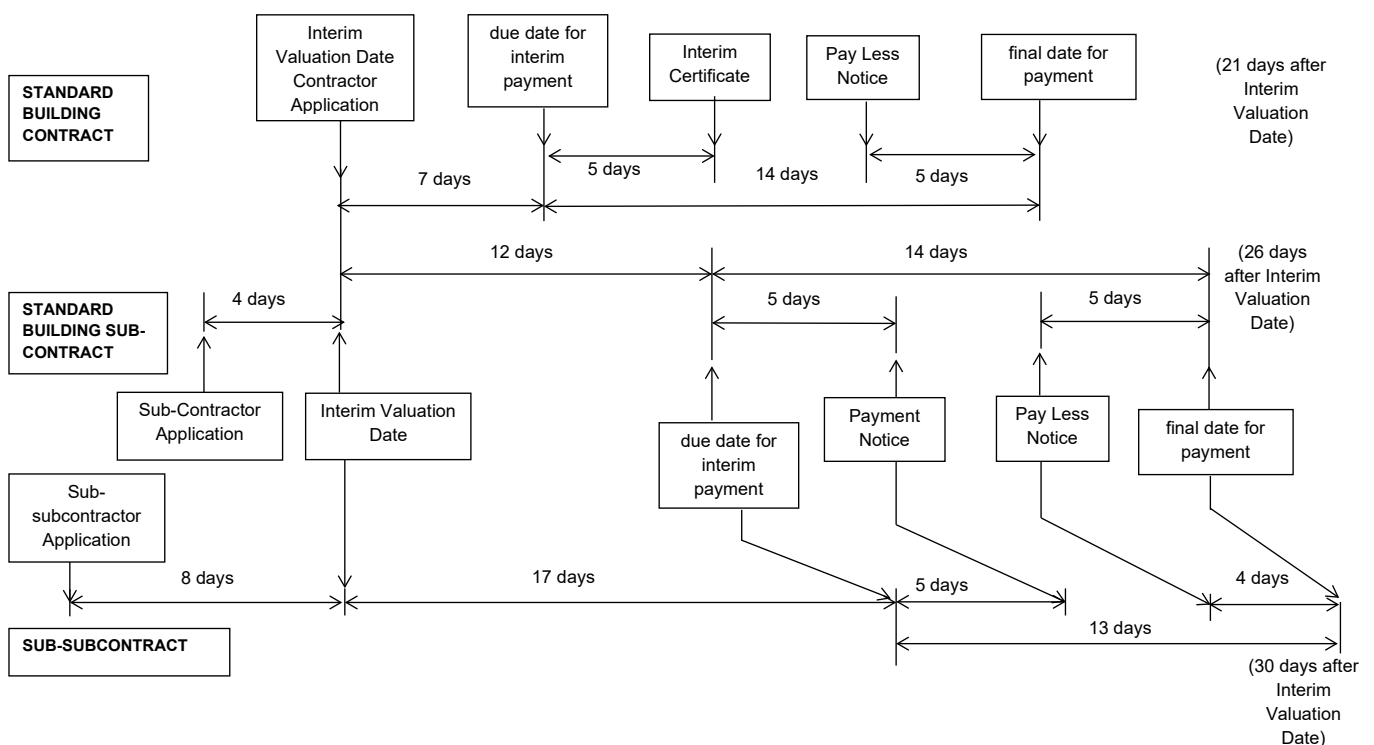 STANDARD
BUILDING
CONTRACT
Interim
Valuation Date
Contractor
Application
due date for
interim
payment
Interim
Certificate
Pay Less
Notice
final date for
payment
(21 days after
Interim
Valuation
Date)
7 days
5 days
14 days
5 days
12 days
14 days
(26 days
after Interim
Valuation
Date)
STANDARD
BUILDING SUB-
CONTRACT
4 days
5 days
5 days
Sub-Contractor
Application
Interim Valuation
Date
due date for
interim
payment
Payment
Notice
Pay Less
Notice
final date for
payment
Sub-
subcontractor
Application
8 days
17 days
5 days
4 days
13 days
SUB-SUBCONTRACT
(30 days after
Interim
Valuation
Date)